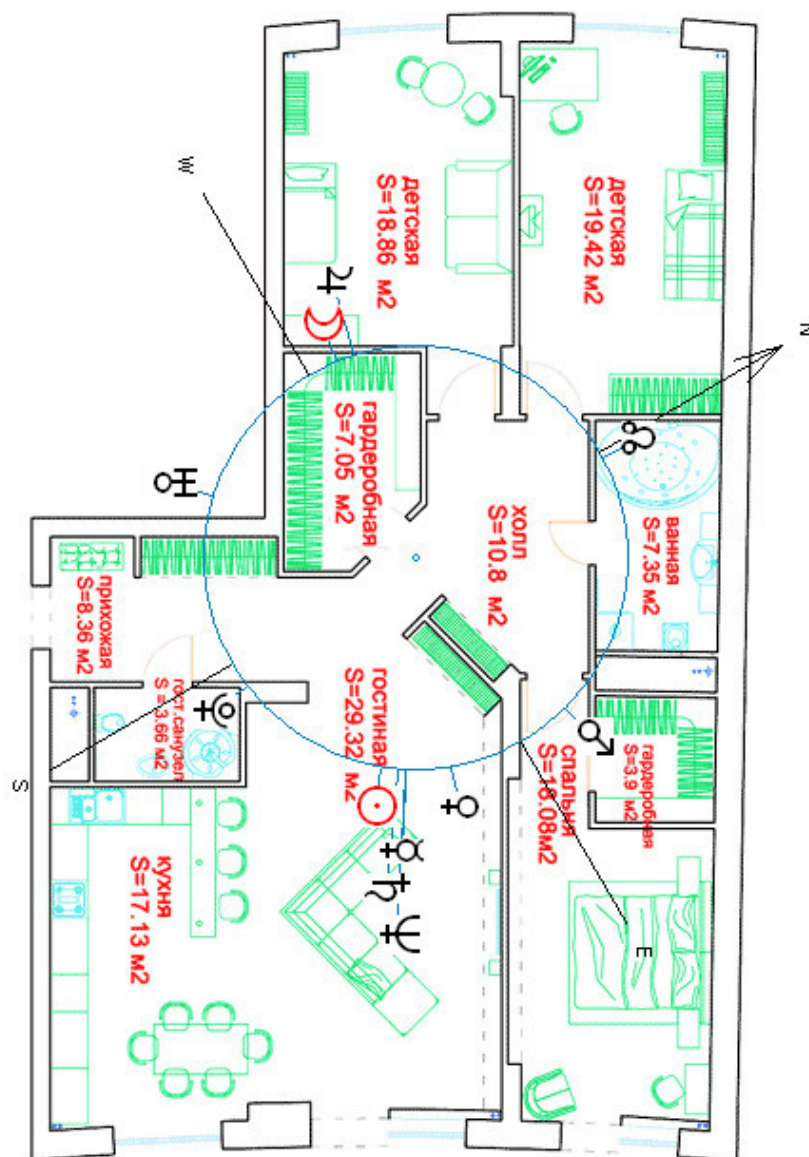 детская
S=18.86 м2
детская
S=19.42 м2
W
N
гардеробная
S=7.05 м2
холл
S=10.8 м2
ванная
S=7.35 м2
прихожая
S=8.36 м2
гост.санузел
S =3.66 м2
гостиная
S=29.32 м2
спальня
S=18.08м2
гардеробная
S=3.9 м2
S
E
кухня
S=17.13 м2